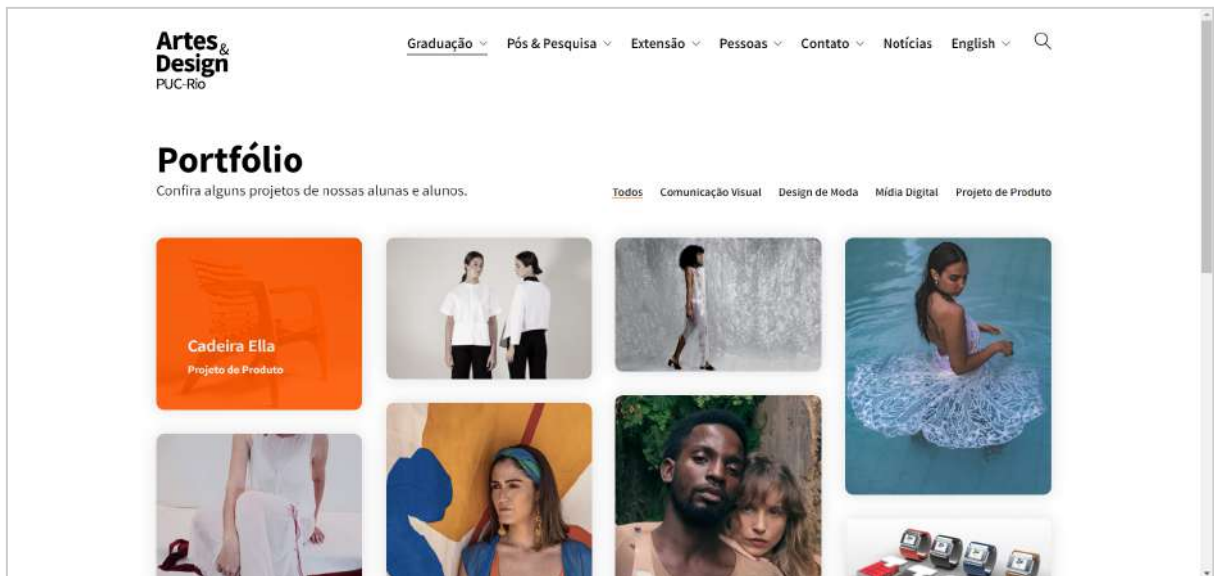 Artes&
Design
PUC-Rio
Graduação Pós & Pesquisa Extensão Pessoas Contato Notícias English
Portfólio
Confira alguns projetos de nossas alunas e alunos.
Todos Comunicação Visual Design de Moda Mídia Digital Projeto de Produto
Cadeira Ella
Projeto de Produto